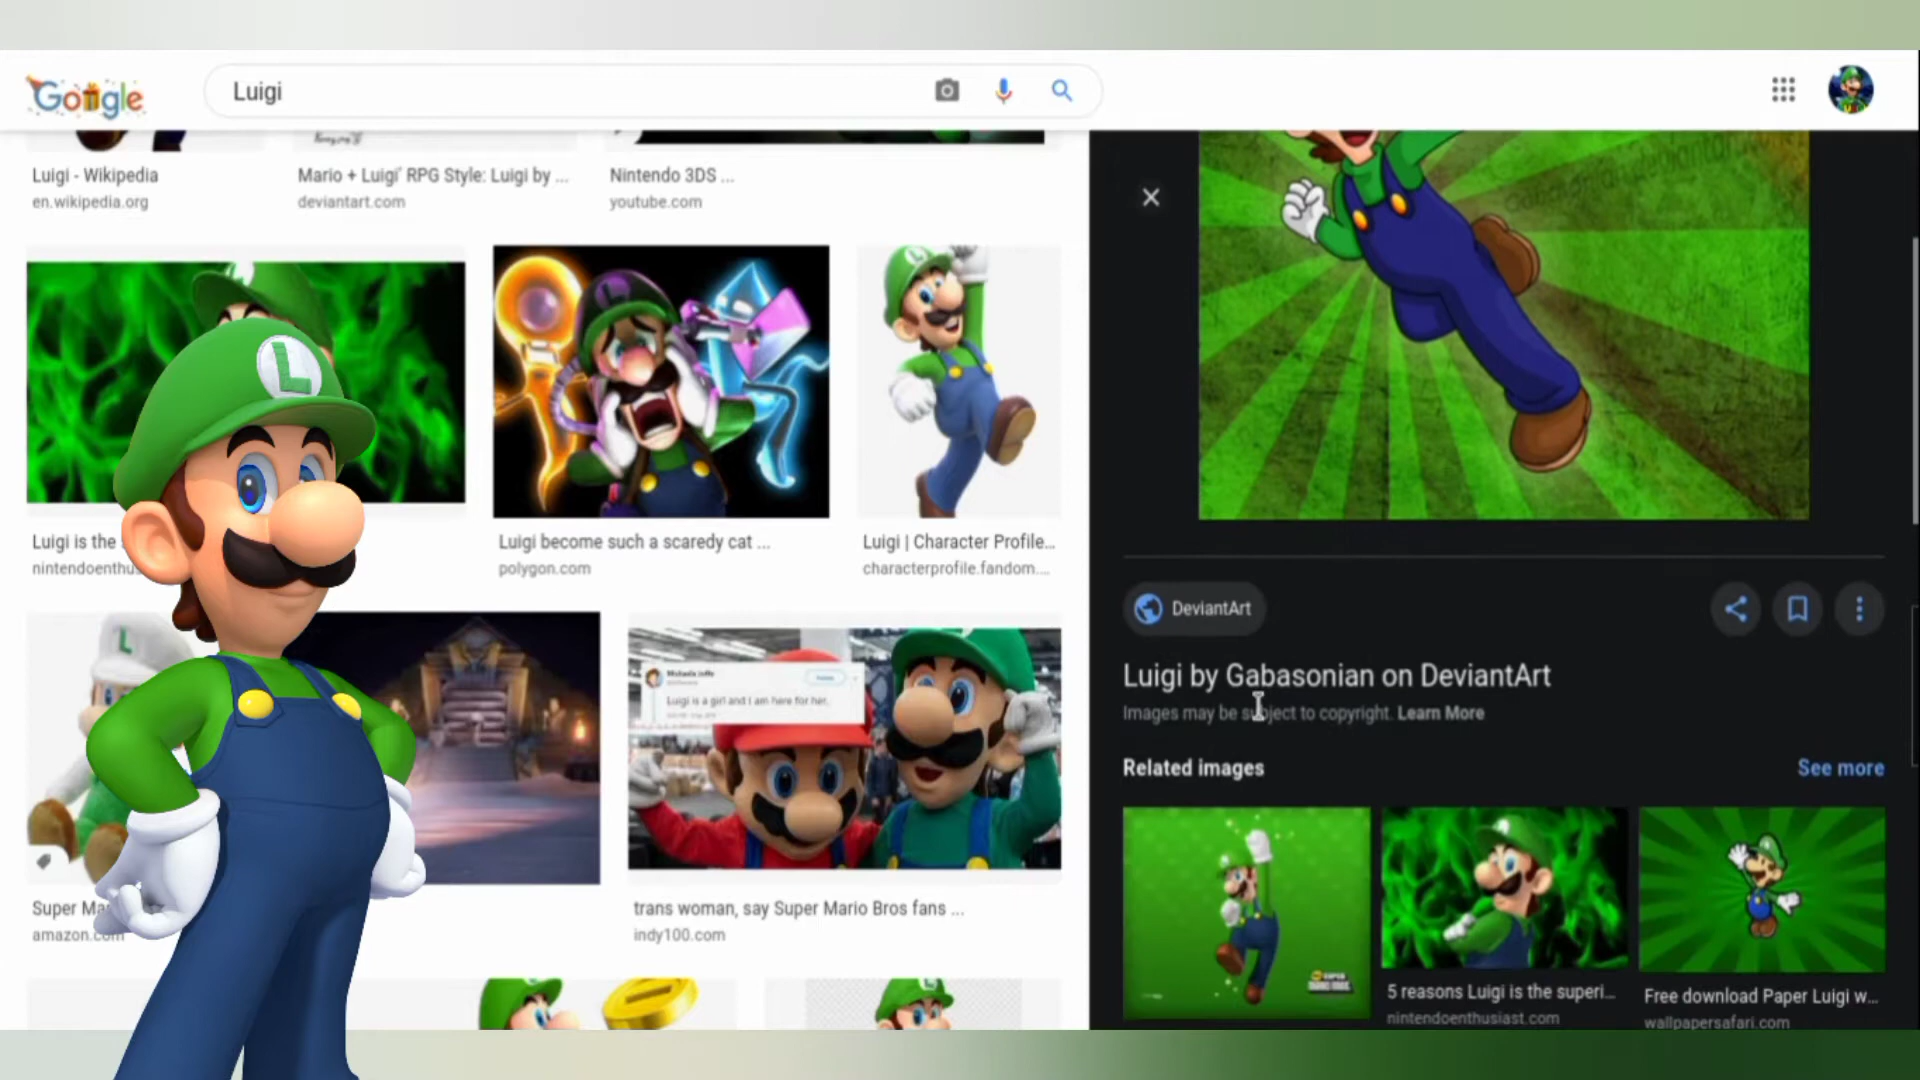 Google
Luigi
Luigi - Wikipedia
en.wikipedia.org
Mario + Luigi' RPG Style: Luigi by ...
deviantart.com
Nintendo 3DS ...
youtube.com
L
Luigi is the
nintendoenthus
Luigi become such a scaredy cat ...
polygon.com
Luigi | Character Profile...
characterprofile.fandom....
L
Luigi is a girl and I am here for her.
Super Ma
amazon.com
trans woman, say Super Mario Bros fans ...
indy100.com
DeviantArt
Luigi by Gabasonian on DeviantArt
Images may be subject to copyright. Learn More
Related images
See more
5 reasons Luigi is the superi...
nintendoenthusiast.com
Free download Paper Luigi w...
wallpapersafari.com